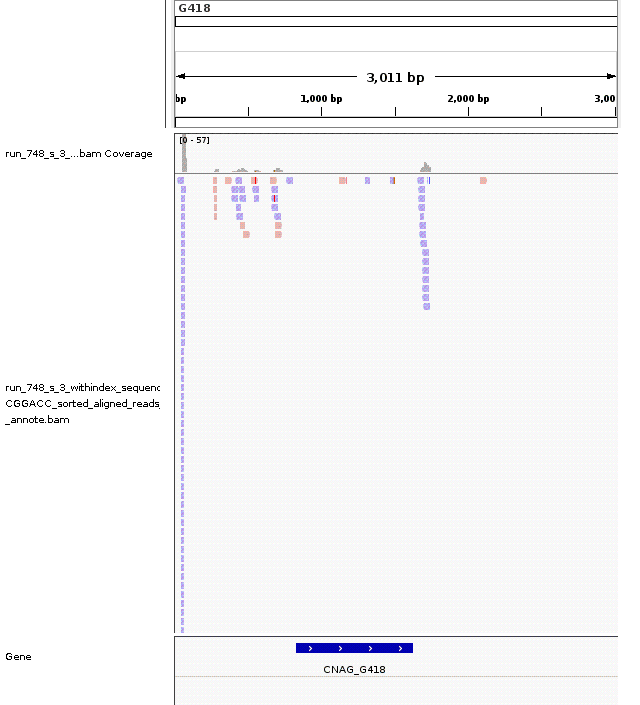 G418
3,011 bp
bp
1,000 bp
2,000 bp
3,00
[0 - 57]
run_748_s_3_...bam Coverage
run_748_s_3_withindex_sequenc
CGGACC_sorted_aligned_reads_
_annote.bam
Gene
CNAG_G418